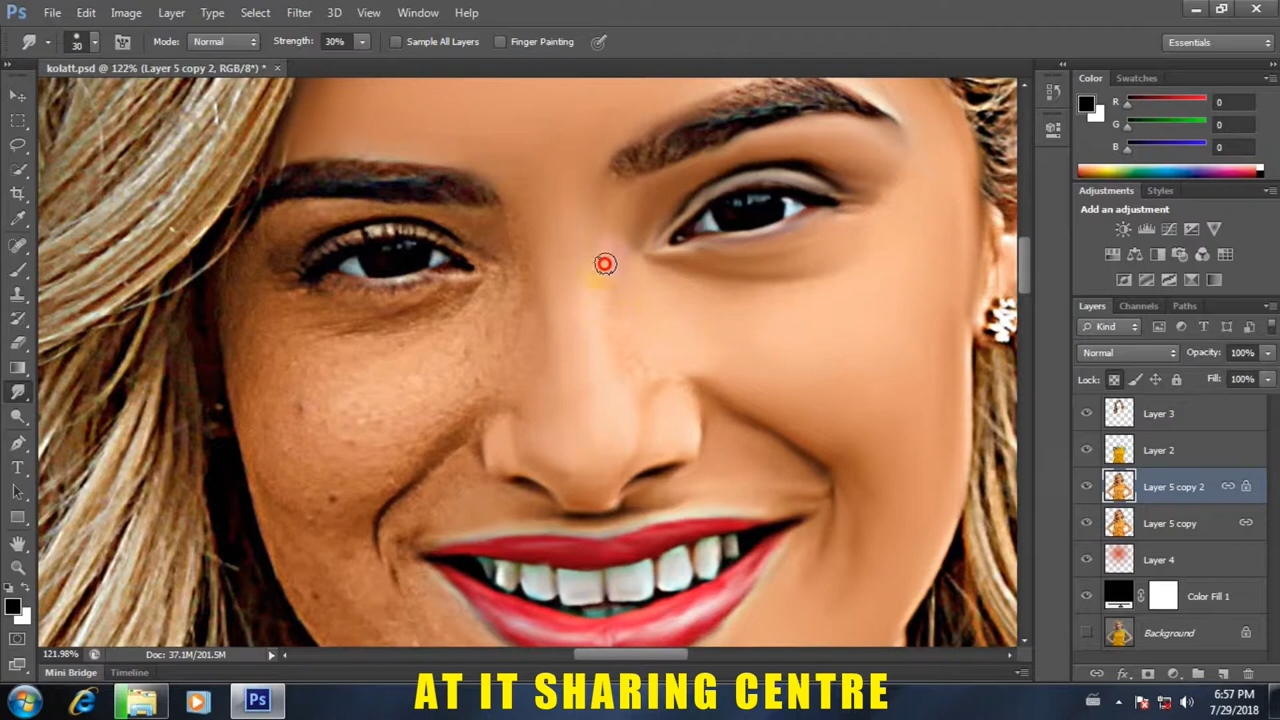 Ps File Edit Image Layer Type Select Filter 3D View Window Help
30 Mode: Normal Strength: 30% Sample All Layers Finger Painting Essentials
kolatt.psd @ 122% (Layer 5 copy 2, RGB/8*) * ×
Color Swatches
R 0
G 0
B 0
Adjustments Styles
Add an adjustment
Layers Channels Paths
Kind
Normal Opacity: 100%
Lock: Fill: 100%
Layer 3
Layer 2
Layer 5 copy 2
Layer 5 copy
Layer 4
Color Fill 1
Background
121.98% Doc: 37.1M/201.5M
Mini Bridge Timeline
AT IT SHARING CENTRE
Ps
6:57 PM
7/29/2018